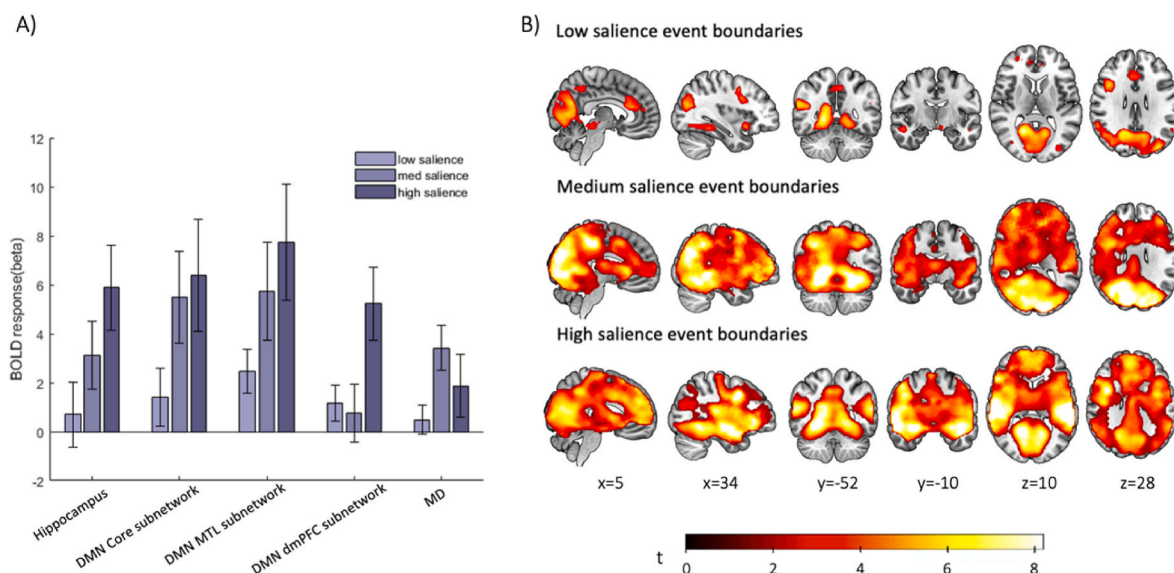 A)
12
10
8
6
4
2
0
-2
BOLD response(beta)
low salience
med salience
high salience
Hippocampus
DMN Core subnetwork
DMN MTL subnetwork
DMN dmPFC subnetwork
MD
B)
Low salience event boundaries
Medium salience event boundaries
High salience event boundaries
x=5 x=34 y=-52 y=-10 z=10 z=28
t
0 2 4 6 8